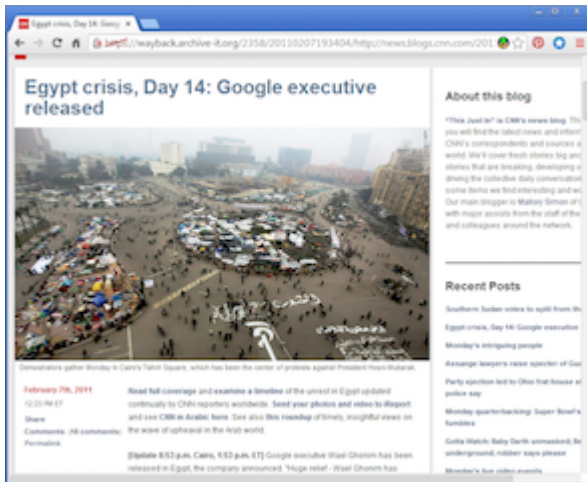 Egypt crisis, Day 14: Googl
https://wayback.archive-it.org/2358/20110207193404/http://news.blogs.cnn.com/201
Egypt crisis, Day 14: Google executive
released
Demonstrators gather Monday in Cairo's Tahrir Square, which has been the center of protests against President Hosni Mubarak.
February 7th, 2011
12:23 PM ET
Share
Comments (48 comments)
Permalink
Read full coverage and examine a timeline of the unrest in Egypt updated
continually by CNN reporters worldwide. Send your photos and video to iReport
and see CNN in Arabic here. See also this roundup of timely, insightful views on
the wave of upheaval in the Arab world.
[Update 8:53 p.m. Cairo, 1:53 p.m. ET] Google executive Wael Ghonim has been
released in Egypt, the company announced. "Huge relief - Wael Ghonim has
About this blog
"This Just In" is CNN's news blog. Thi
you will find the latest news and inform
CNN's correspondents and sources a
world. We'll cover fresh stories big an
stories that are breaking, developing o
driving the collective daily conversation
some items we find interesting and w
Our main blogger is Mallory Simon of
with major assists from the staff of the
and colleagues around the network.
Recent Posts
Southern Sudan votes to split from th
Egypt crisis, Day 14: Google executive
Monday's intriguing people
Assange lawyers raise specter of Gua
Party ejection led to Ohio frat house s
police say
Monday quarterbacking: Super Bowl's
fumbles
Gotta Watch: Baby Darth unmasked; Be
underground; robber says please
Monday's live video events